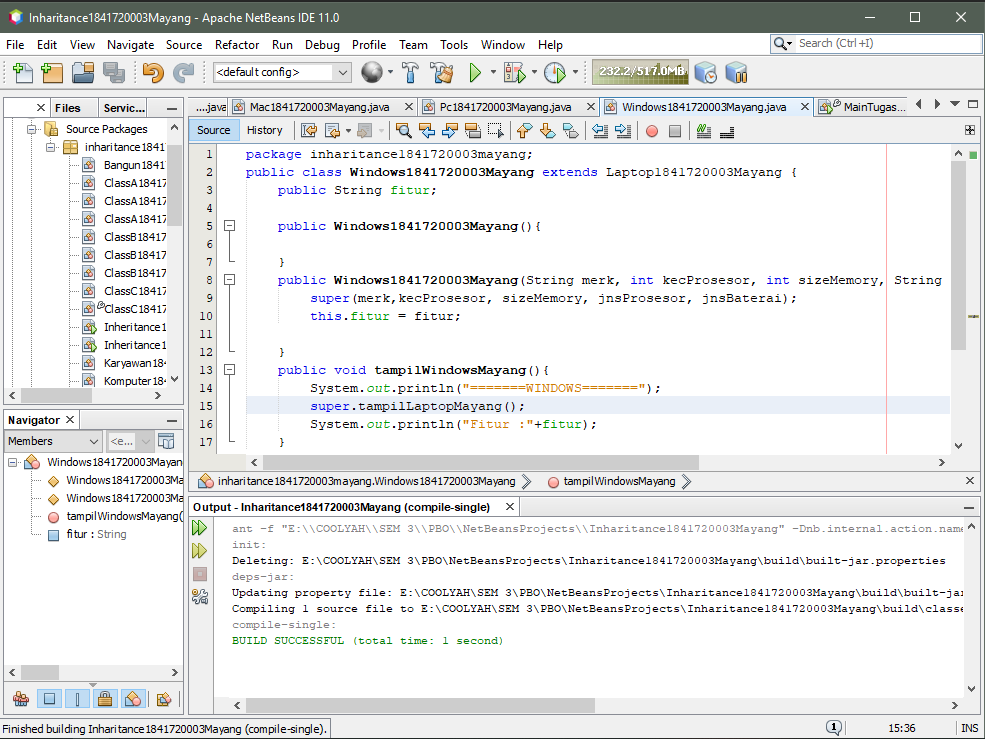 Inharitance1841720003Mayang - Apache NetBeans IDE 11.0
File Edit View Navigate Source Refactor Run Debug Profile Team Tools Window Help
Search (Ctrl+I)
<default config>
232.2/517.0MB
Files Servic...
...java Mac1841720003Mayang.java Pc1841720003Mayang.java Windows1841720003Mayang.java MainTugas...
Source History
Source Packages
inharitance1841
Bangun1841
ClassA18417
ClassA18417
ClassA18417
ClassB18417
ClassB18417
ClassB18417
ClassC18417
ClassC18417
Inheritance1
Inheritance1
Karyawan184
Komputer184
1 package inharitance1841720003mayang;
2 public class Windows1841720003Mayang extends Laptop1841720003Mayang {
3 public String fitur;
4
5 public Windows1841720003Mayang(){
6
7 }
8 public Windows1841720003Mayang(String merk, int kecProsesor, int sizeMemory, String
9 super(merk,kecProsesor, sizeMemory, jnsProsesor, jnsBaterai);
10 this.fitur = fitur;
11
12 }
13 public void tampilWindowsMayang(){
14 System.out.println("=======WINDOWS=======");
15 super.tampilLaptopMayang();
16 System.out.println("Fitur :"+fitur);
17 }
inharitance1841720003mayang.Windows1841720003Mayang tampilWindowsMayang
Navigator
Members <e...
Windows1841720003Mayan
Windows1841720003Ma
Windows1841720003Ma
tampilWindowsMayang(
fitur : String
Output - Inharitance1841720003Mayang (compile-single)
ant -f "E:\\COOLYAH\\SEM 3\\PBO\\NetBeansProjects\\Inharitance1841720003Mayang" -Dnb.internal.action.name
init:
Deleting: E:\COOLYAH\SEM 3\PBO\NetBeansProjects\Inharitance1841720003Mayang\build\built-jar.properties
deps-jar:
Updating property file: E:\COOLYAH\SEM 3\PBO\NetBeansProjects\Inharitance1841720003Mayang\build\built-jar
Compiling 1 source file to E:\COOLYAH\SEM 3\PBO\NetBeansProjects\Inharitance1841720003Mayang\build\classe
compile-single:
BUILD SUCCESSFUL (total time: 1 second)
Finished building Inharitance1841720003Mayang (compile-single).
1 15:36 INS